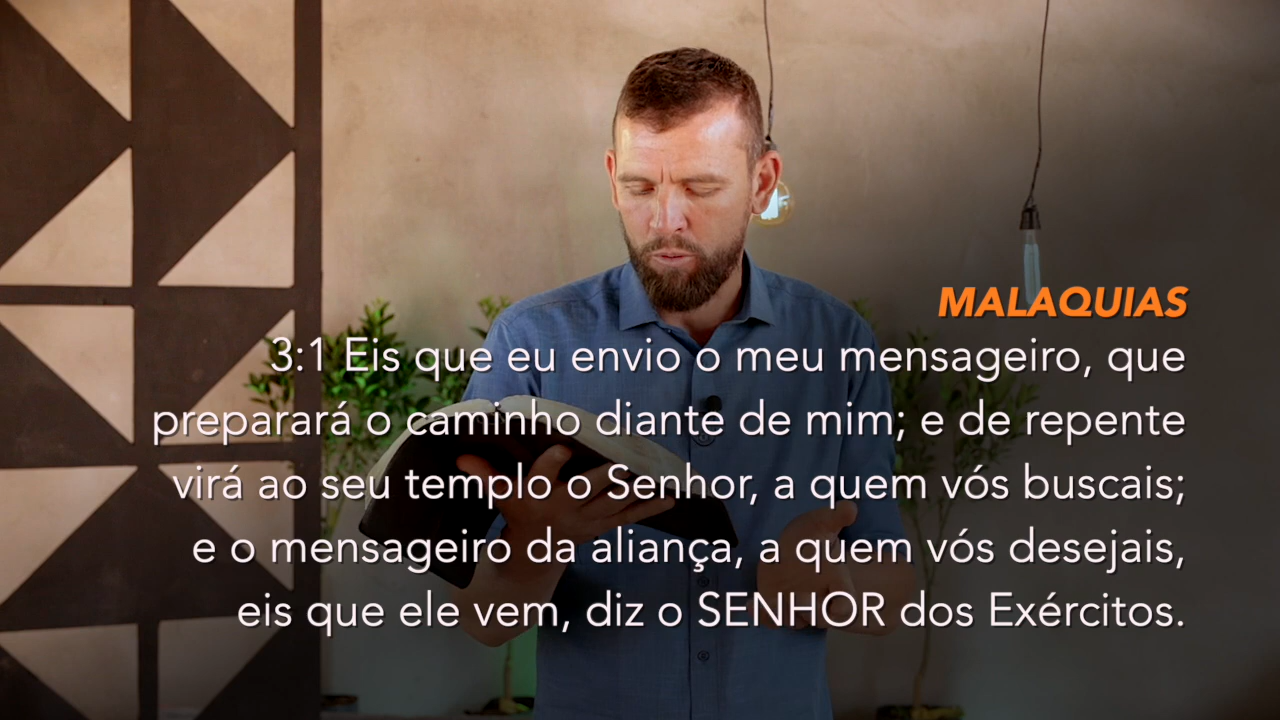 MALAQUIAS
3:1 Eis que eu envio o meu mensageiro, que
preparará o caminho diante de mim; e de repente
virá ao seu templo o Senhor, a quem vós buscais;
e o mensageiro da aliança, a quem vós desejais,
eis que ele vem, diz o SENHOR dos Exércitos.